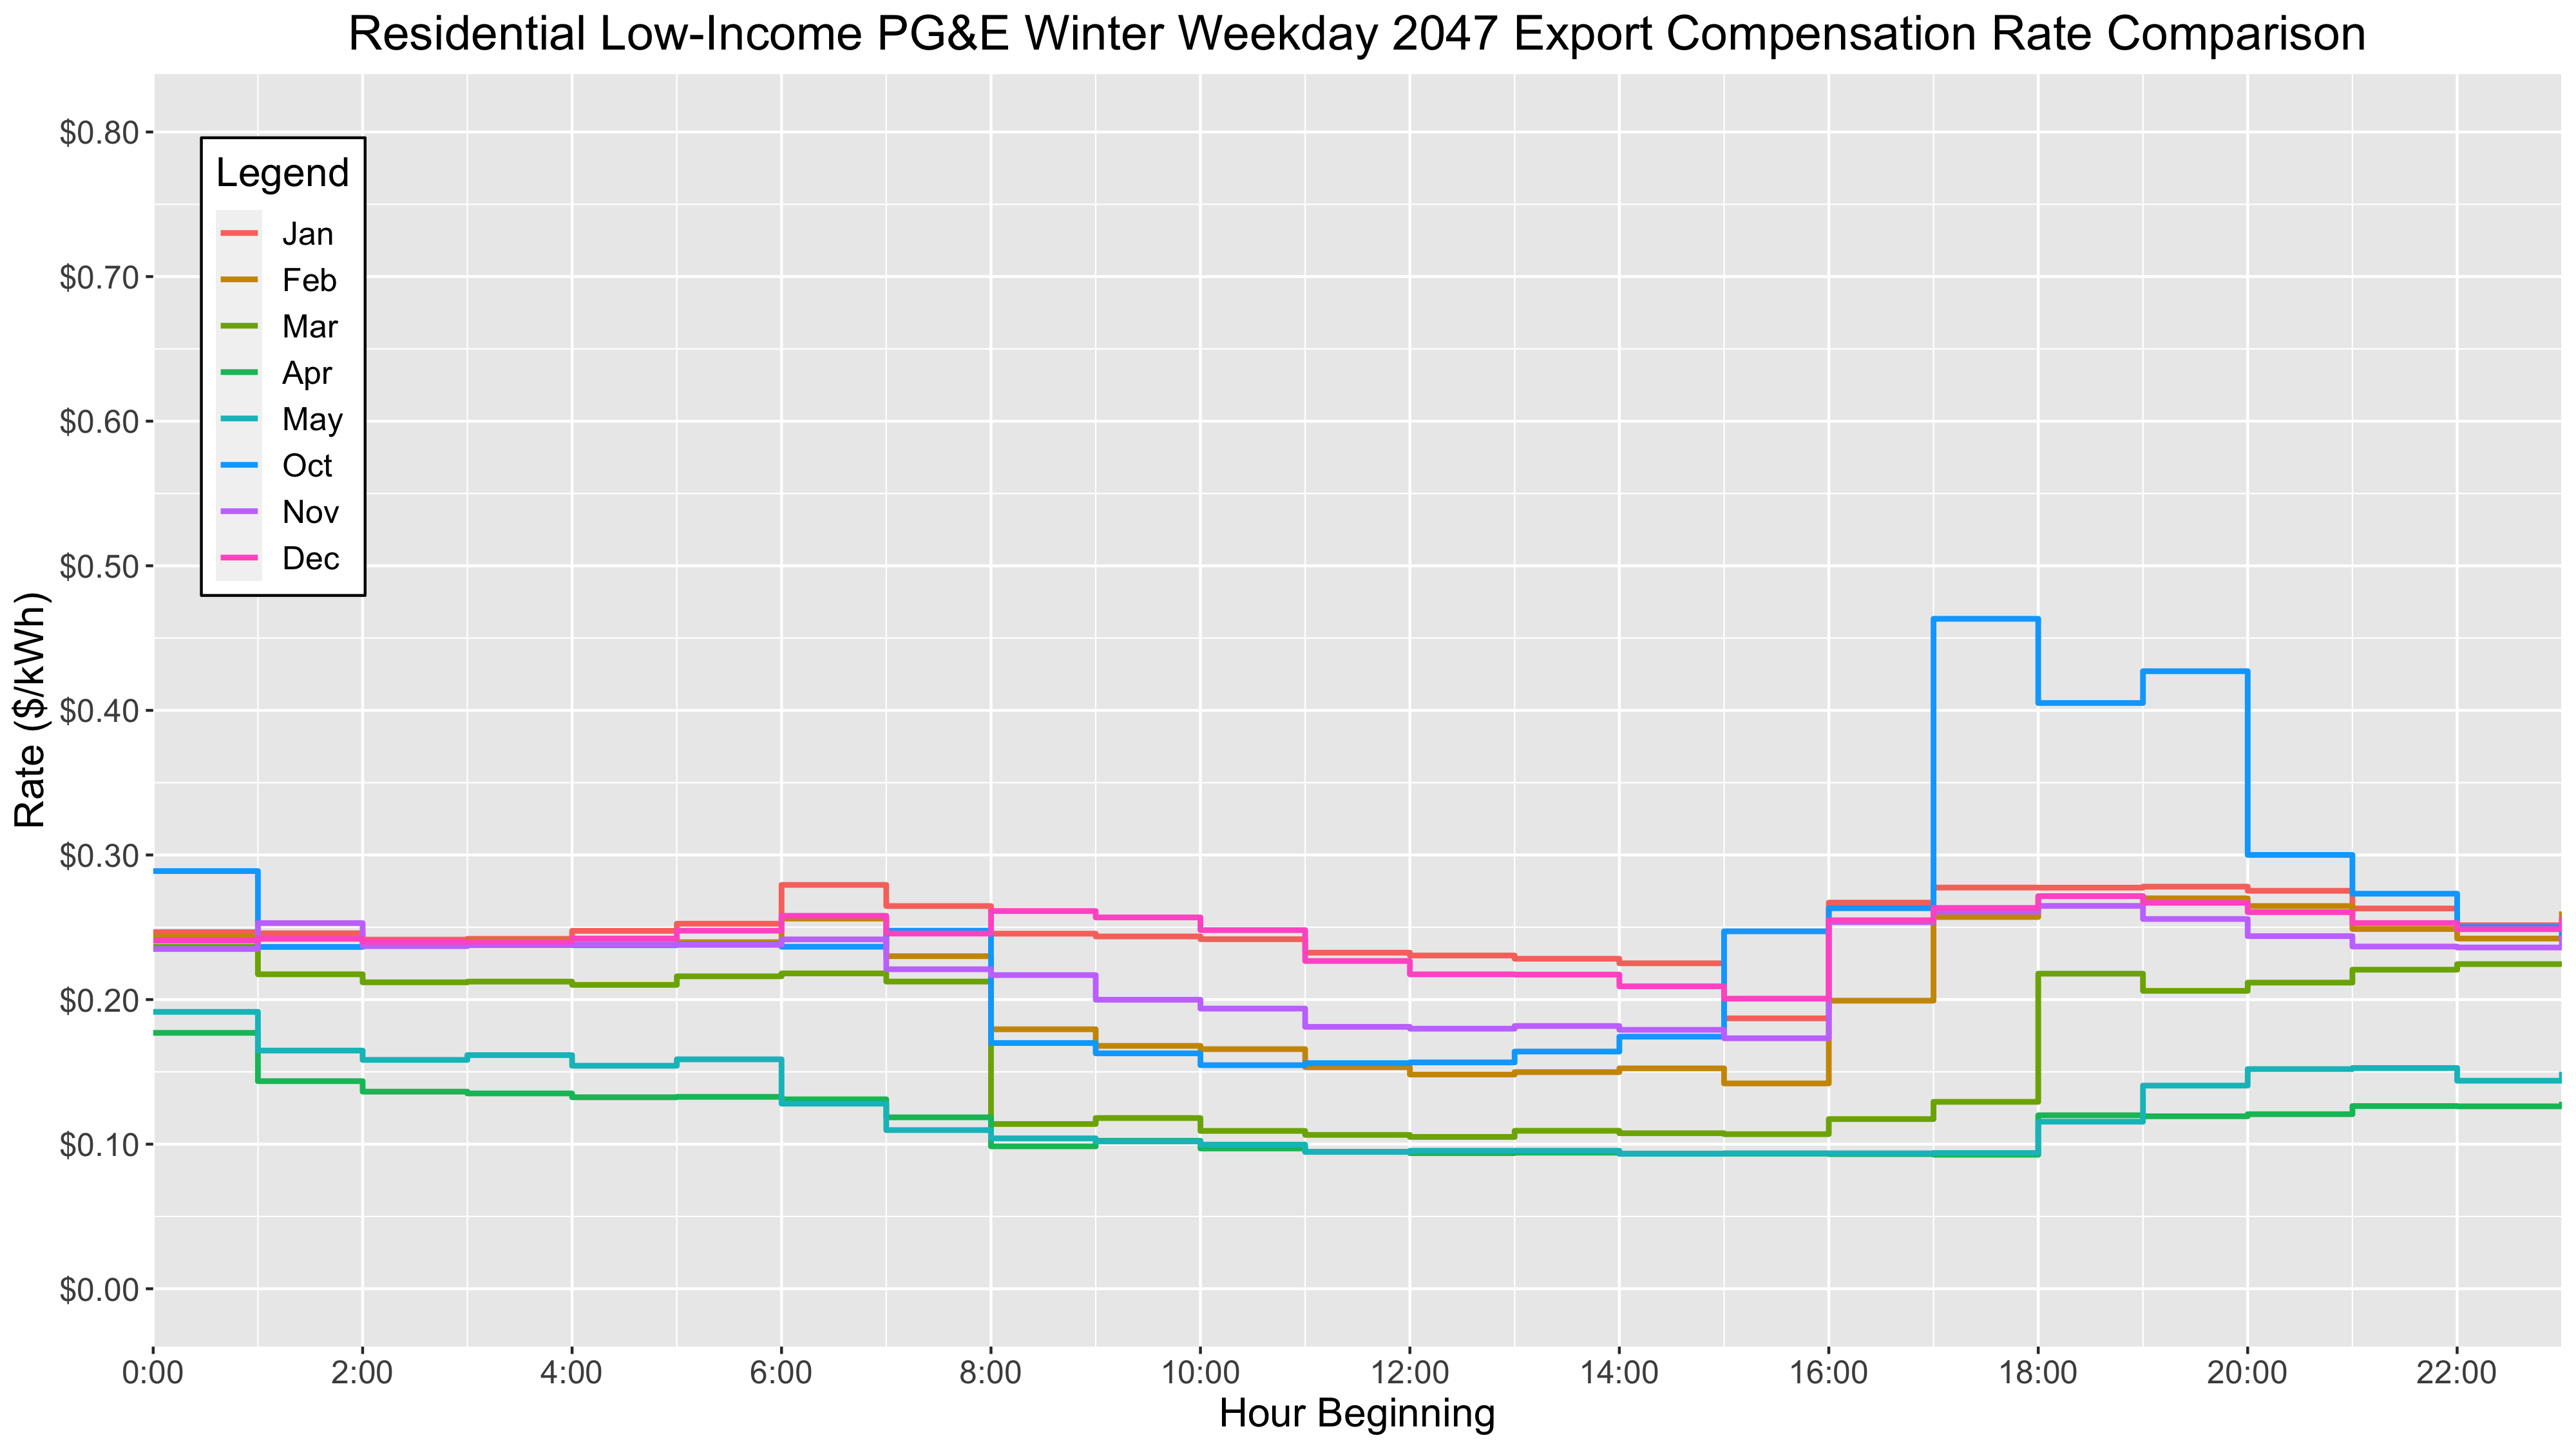 Residential Low-Income PG&E Winter Weekday 2047 Export Compensation Rate Comparison
$0.80
$0.70
$0.60
$0.50
$0.40
$0.30
$0.20
$0.10
$0.00
Rate ($/kWh)
Legend
Jan
Feb
Mar
Apr
May
Oct
Nov
Dec
0:00 2:00 4:00 6:00 8:00 10:00 12:00 14:00 16:00 18:00 20:00 22:00
Hour Beginning